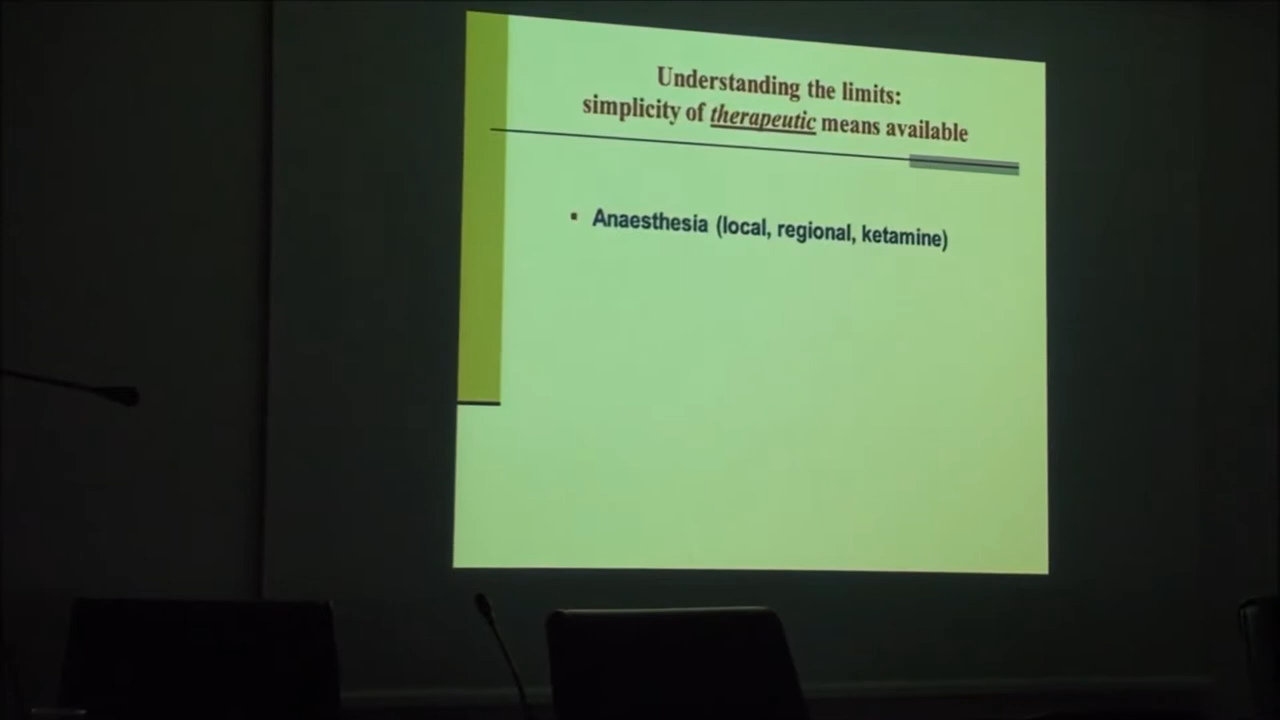 Understanding the limits:
simplicity of therapeutic means available
▪ Anaesthesia (local, regional, ketamine)